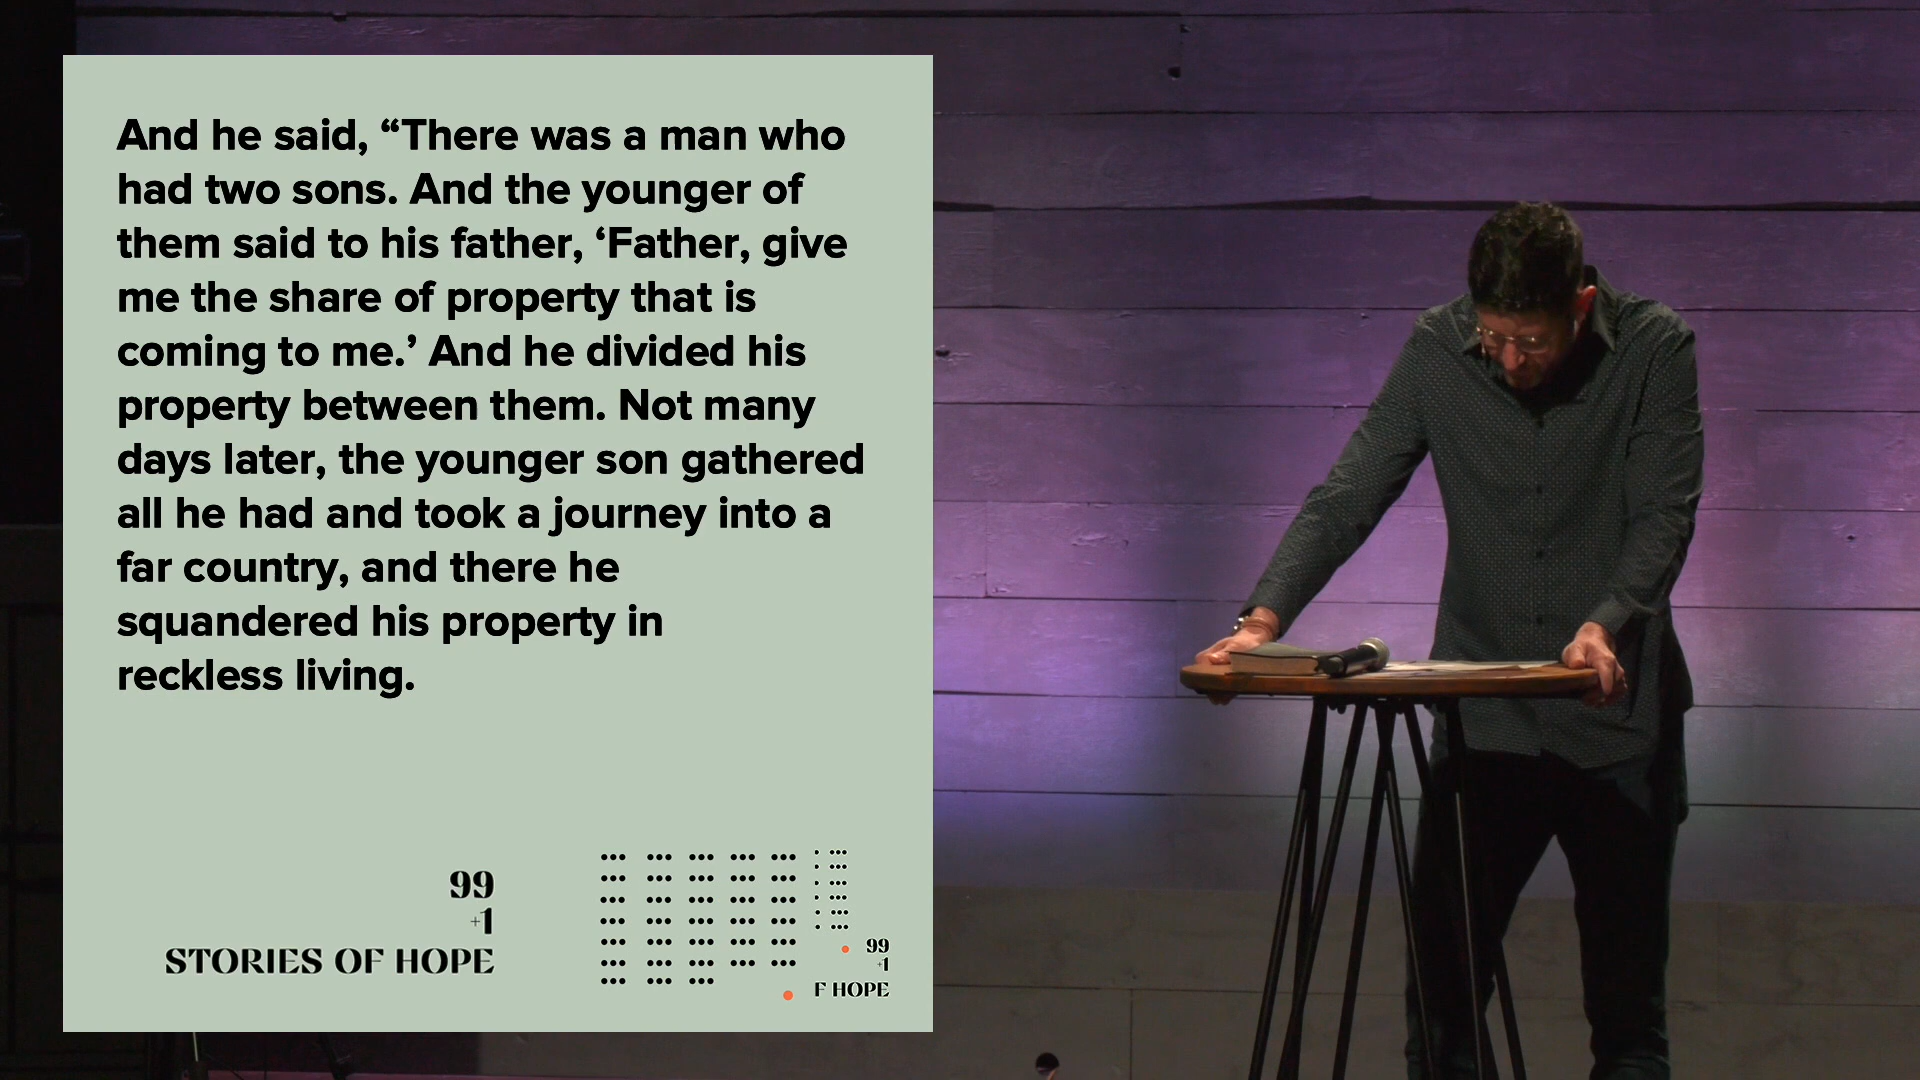 And he said, “There was a man who
had two sons. And the younger of
them said to his father, ‘Father, give
me the share of property that is
coming to me.’ And he divided his
property between them. Not many
days later, the younger son gathered
all he had and took a journey into a
far country, and there he
squandered his property in
reckless living.
99
+1
STORIES OF HOPE
99
+1
F HOPE